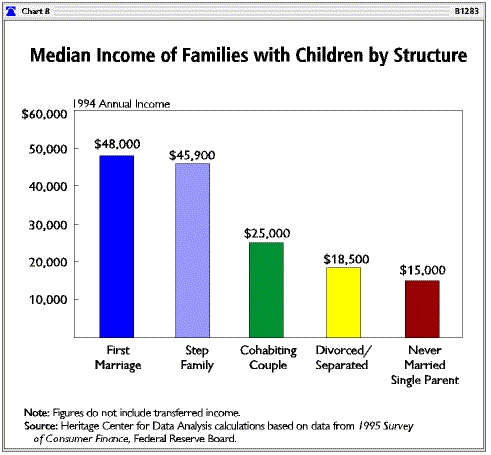 Chart 8
B1283
Median Income of Families with Children by Structure
1994 Annual Income
$60,000
50,000
40,000
30,000
20,000
10,000
$48,000
$45,900
$25,000
$18,500
$15,000
First
Marriage
Step
Family
Cohabiting
Couple
Divorced/
Separated
Never
Married
Single Parent
Note: Figures do not include transferred income.
Source: Heritage Center for Data Analysis calculations based on data from 1995 Survey
of Consumer Finance, Federal Reserve Board.